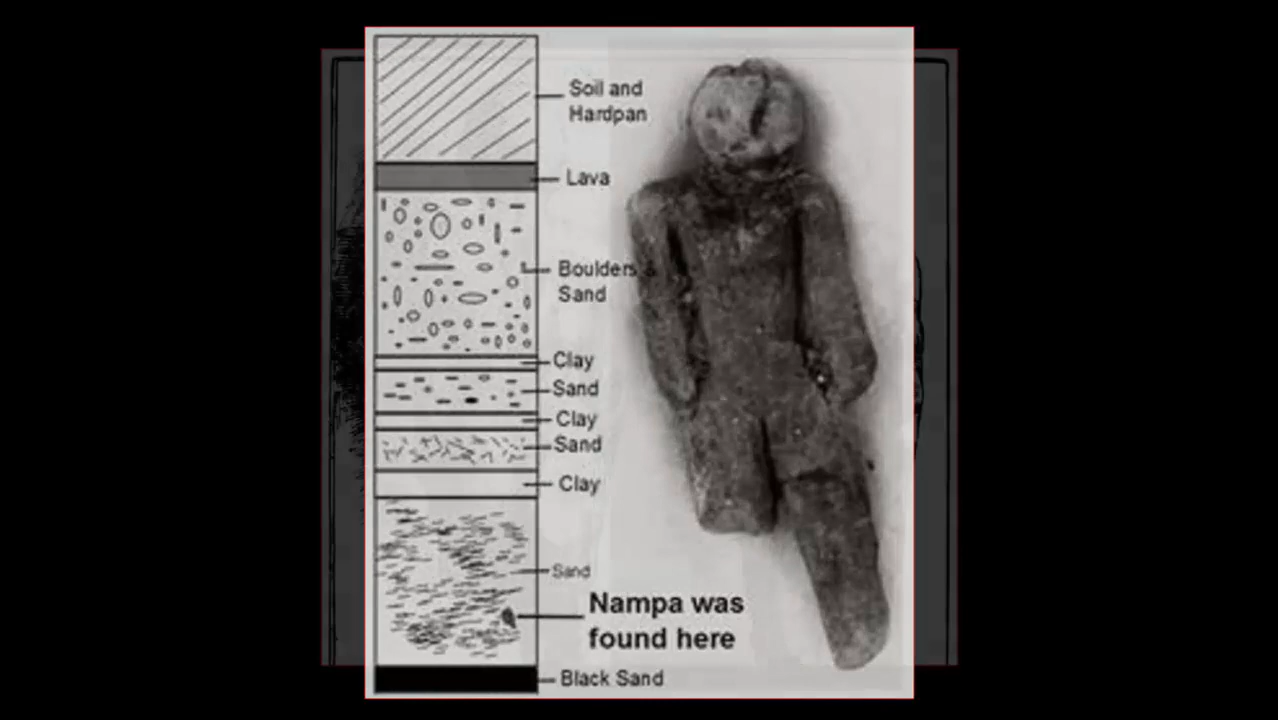 Soil and
Hardpan
Lava
Boulders &
Sand
Clay
Sand
Clay
Sand
Clay
Sand
Nampa was
found here
Black Sand